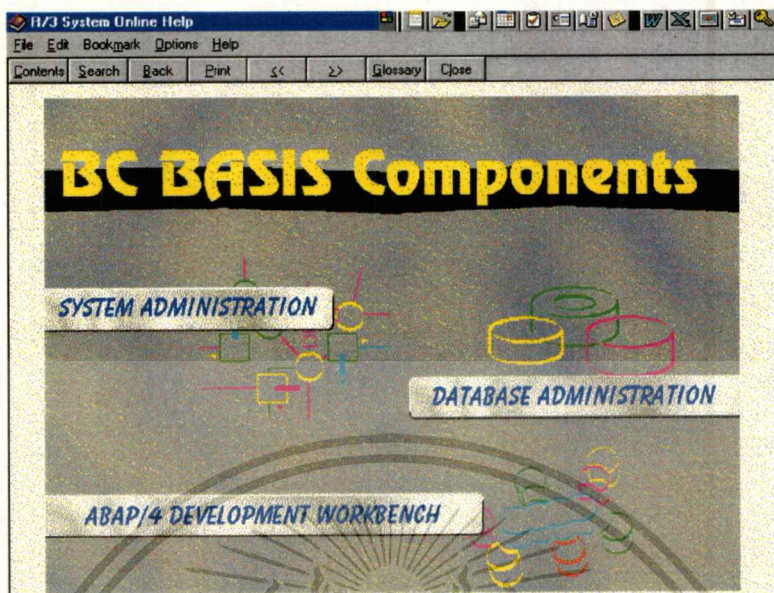 R/3 System Online Help
File Edit Bookmark Options Help
Contents Search Back Print << >> Glossary Close
BC BASIS Components
SYSTEM ADMINISTRATION
DATABASE ADMINISTRATION
ABAP/4 DEVELOPMENT WORKBENCH